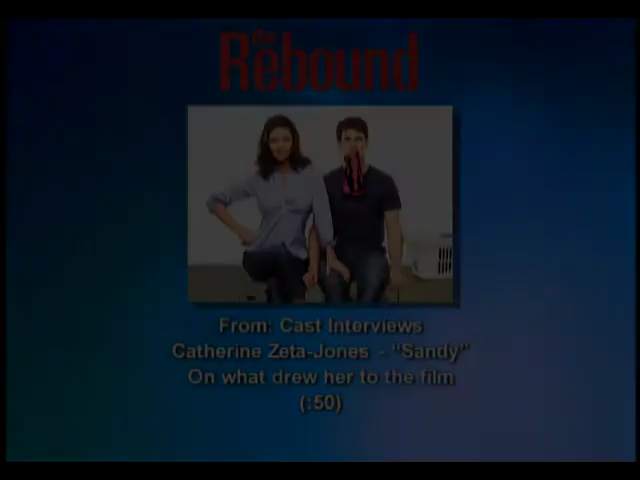 the
Rebound
From: Cast Interviews
Catherine Zeta-Jones - "Sandy"
On what drew her to the film
(:50)